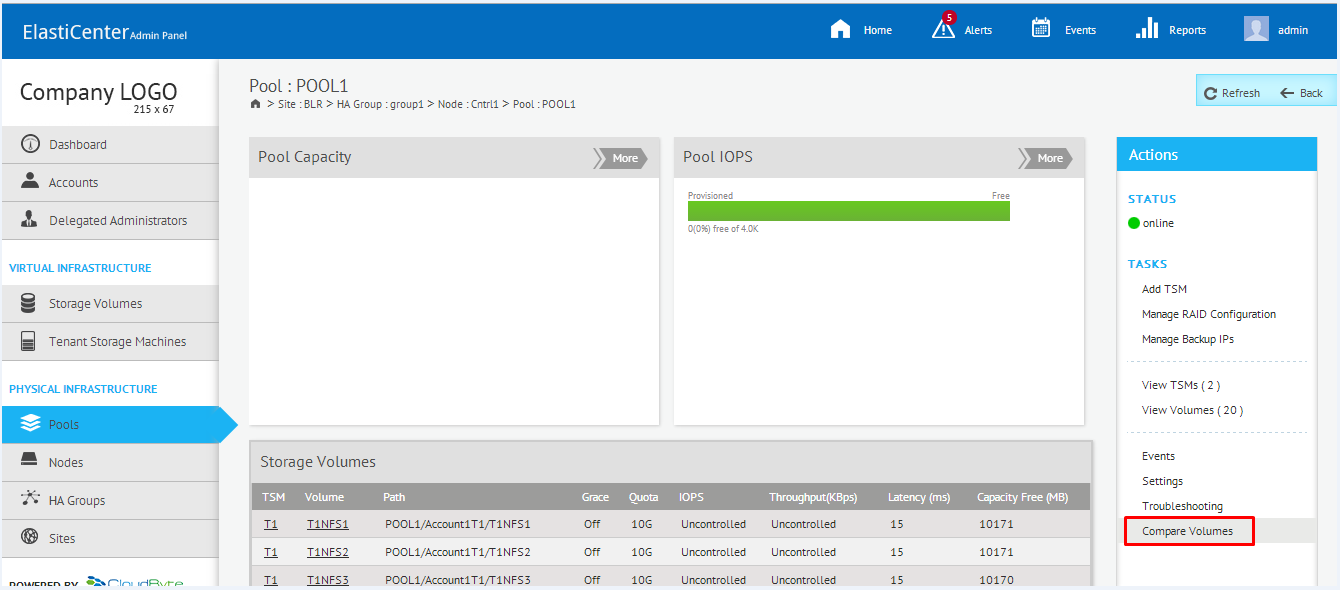 ElastiCenter Admin Panel
Home
5
Alerts
Events
Reports
admin
Company LOGO
215 x 67
Dashboard
Accounts
Delegated Administrators
VIRTUAL INFRASTRUCTURE
Storage Volumes
Tenant Storage Machines
PHYSICAL INFRASTRUCTURE
Pools
Nodes
HA Groups
Sites
POWERED BY CloudByte
Pool : POOL1
> Site : BLR > HA Group : group1 > Node : Cntrl1 > Pool : POOL1
Refresh Back
Pool Capacity More
Pool IOPS More
Provisioned Free
0(0%) free of 4.0K
Storage Volumes
TSM Volume Path Grace Quota IOPS Throughput(KBps) Latency (ms) Capacity Free (MB)
T1 T1NFS1 POOL1/Account1T1/T1NFS1 Off 10G Uncontrolled Uncontrolled 15 10171
T1 T1NFS2 POOL1/Account1T1/T1NFS2 Off 10G Uncontrolled Uncontrolled 15 10171
T1 T1NFS3 POOL1/Account1T1/T1NFS3 Off 10G Uncontrolled Uncontrolled 15 10170
Actions
STATUS
online
TASKS
Add TSM
Manage RAID Configuration
Manage Backup IPs
View TSMs ( 2 )
View Volumes ( 20 )
Events
Settings
Troubleshooting
Compare Volumes